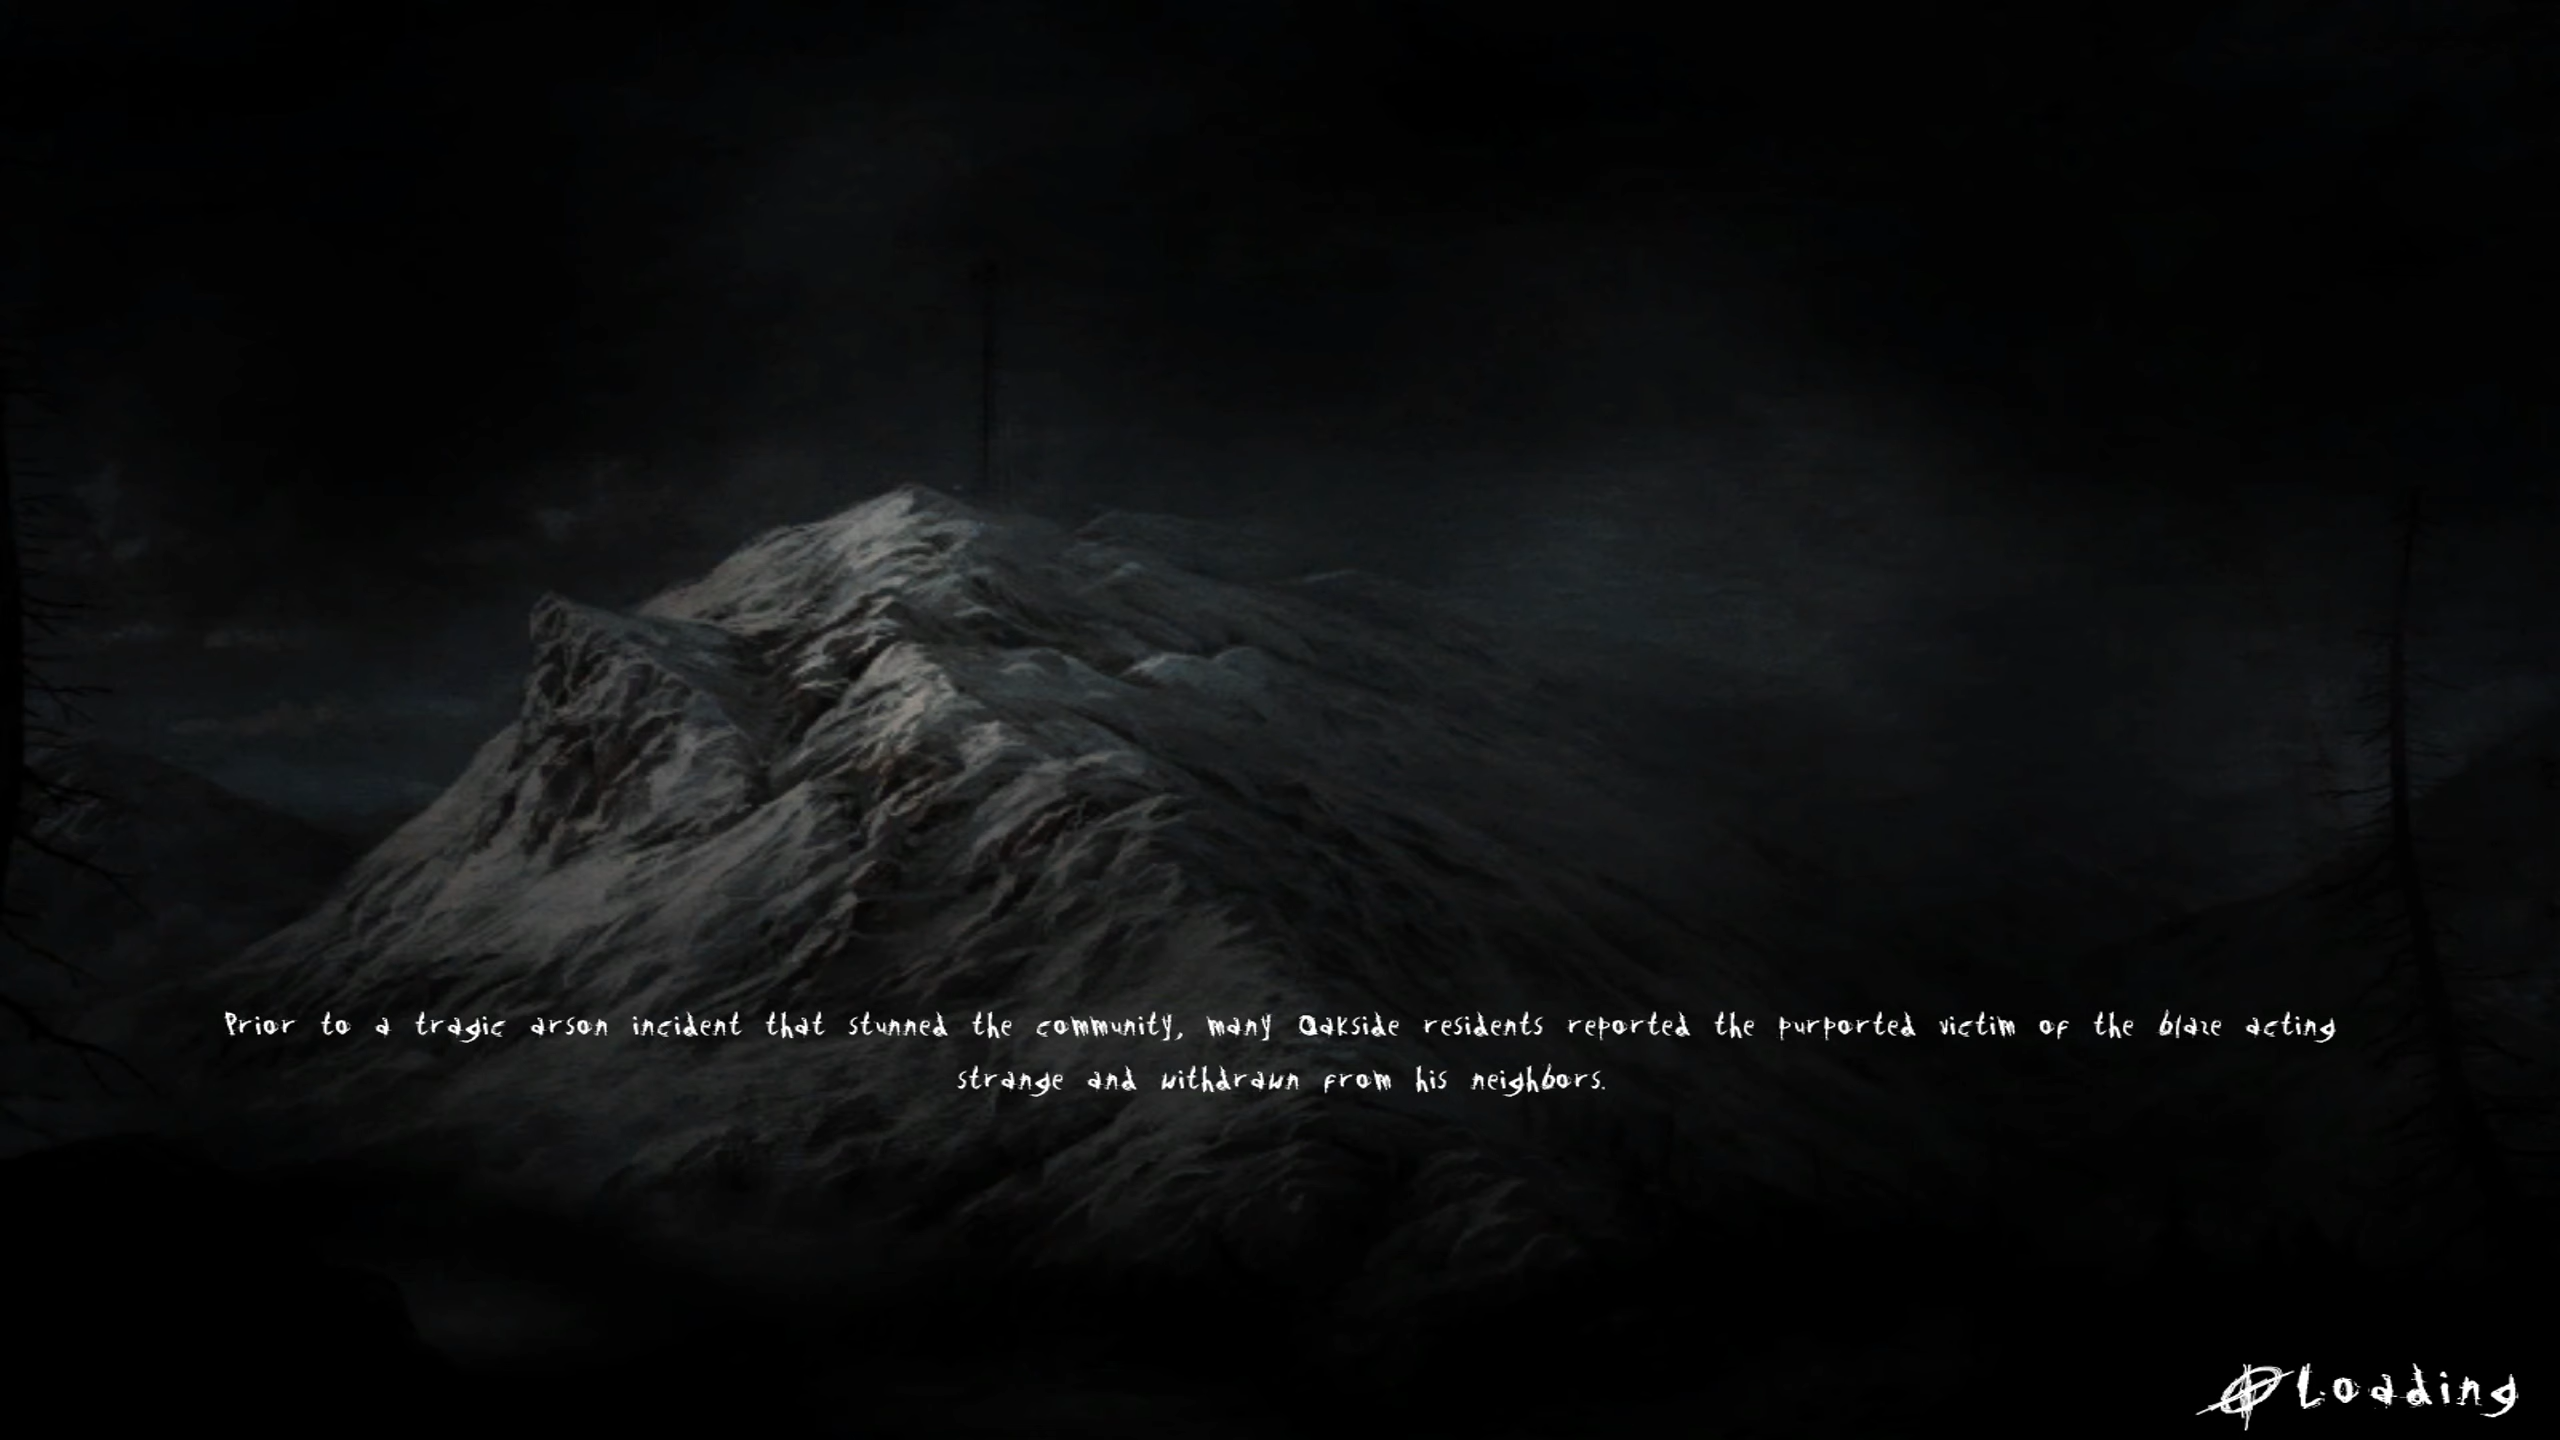 Prior to a tragic arson incident that stunned the community, many Oakside residents reported the purported victim of the blaze acting
strange and withdrawn from his neighbors.
Loading